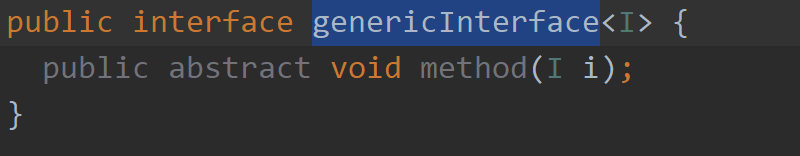 public interface genericInterface<I> {
  public abstract void method(I i);
}